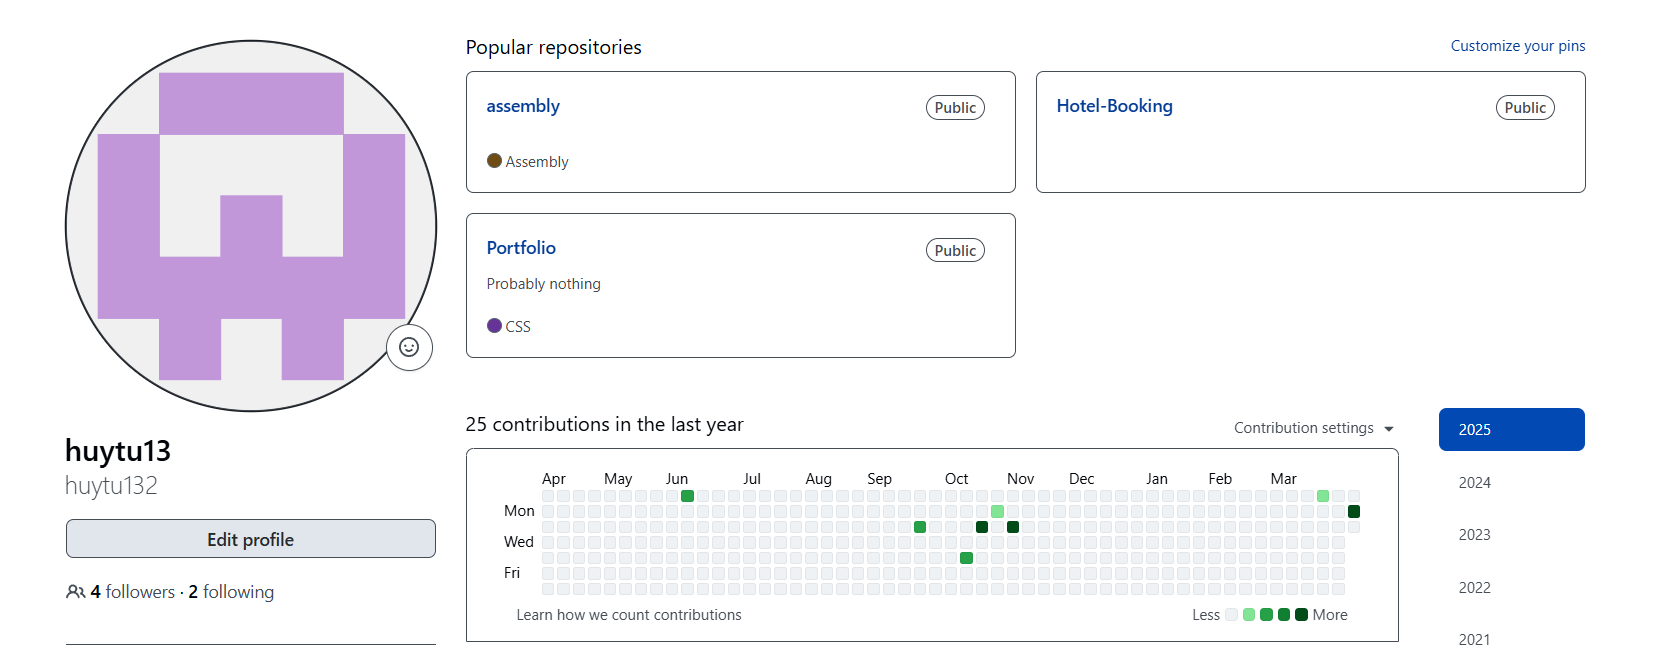 Popular repositories
Customize your pins
assembly
Public
Assembly
Hotel-Booking
Public
Portfolio
Public
Probably nothing
CSS
huytu13
huytu132
Edit profile
4 followers · 2 following
25 contributions in the last year
Contribution settings
Apr May Jun Jul Aug Sep Oct Nov Dec Jan Feb Mar
Mon
Wed
Fri
Learn how we count contributions
Less More
2025
2024
2023
2022
2021